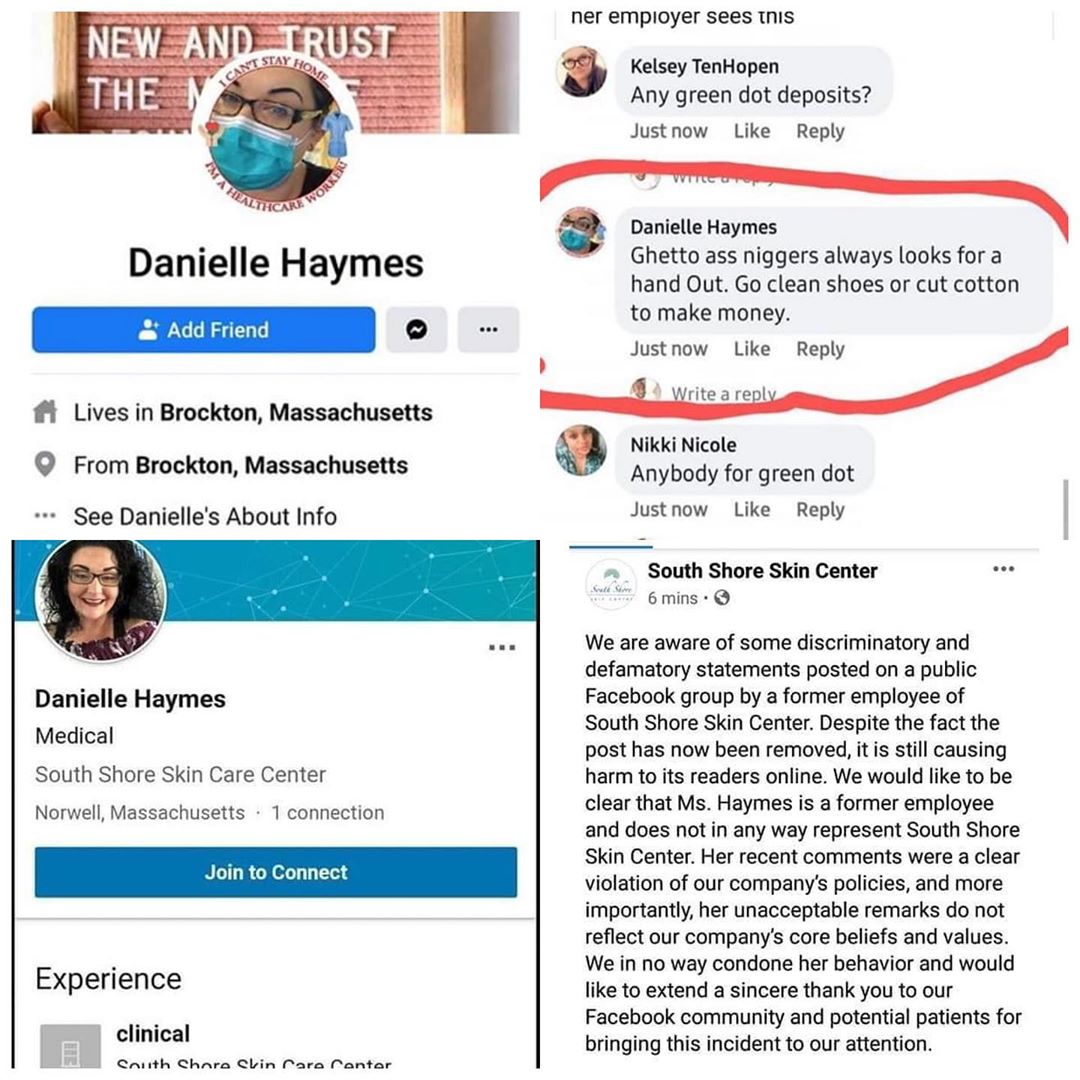 NEW AND TRUST
THE
I CAN'T STAY HOME
I'M A HEALTHCARE WORKER!
Danielle Haymes
Add Friend
Lives in Brockton, Massachusetts
From Brockton, Massachusetts
See Danielle's About Info
her employer sees this
Kelsey TenHopen
Any green dot deposits?
Just now Like Reply
Write a reply
Danielle Haymes
Ghetto ass niggers always looks for a
hand Out. Go clean shoes or cut cotton
to make money.
Just now Like Reply
Write a reply
Nikki Nicole
Anybody for green dot
Just now Like Reply
Danielle Haymes
Medical
South Shore Skin Care Center
Norwell, Massachusetts · 1 connection
Join to Connect
Experience
clinical
South Shore Skin Care Center
South Shore
South Shore Skin Center
6 mins ·
We are aware of some discriminatory and
defamatory statements posted on a public
Facebook group by a former employee of
South Shore Skin Center. Despite the fact the
post has now been removed, it is still causing
harm to its readers online. We would like to be
clear that Ms. Haymes is a former employee
and does not in any way represent South Shore
Skin Center. Her recent comments were a clear
violation of our company's policies, and more
importantly, her unacceptable remarks do not
reflect our company's core beliefs and values.
We in no way condone her behavior and would
like to extend a sincere thank you to our
Facebook community and potential patients for
bringing this incident to our attention.